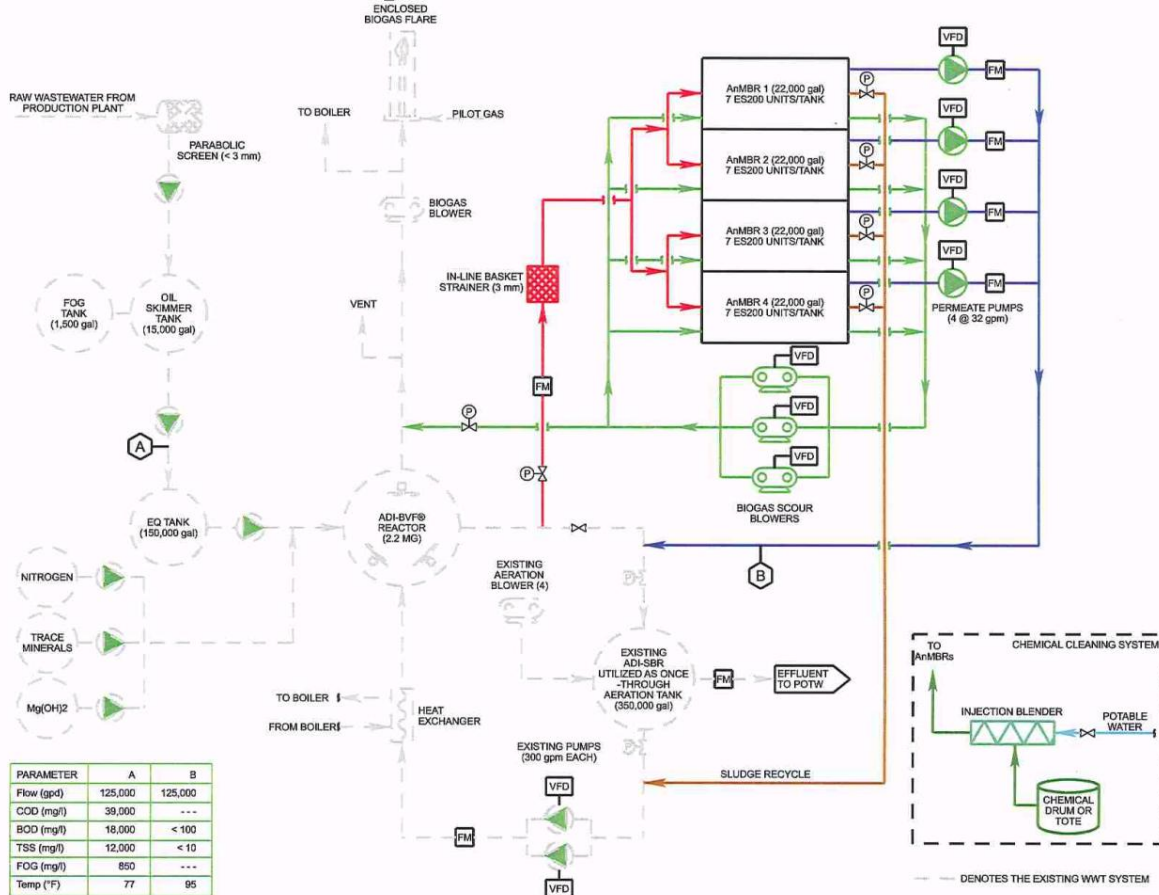 ENCLOSED
BIOGAS FLARE
RAW WASTEWATER FROM
PRODUCTION PLANT
PARABOLIC
SCREEN (< 3 mm)
TO BOILER
PILOT GAS
BIOGAS
BLOWER
VENT
FOG
TANK
(1,500 gal)
OIL
SKIMMER
TANK
(15,000 gal)
A
EQ TANK
(150,000 gal)
NITROGEN
TRACE
MINERALS
Mg(OH)2
ADI-BVF®
REACTOR
(2.2 MG)
IN-LINE BASKET
STRAINER (3 mm)
FM
P
P
AnMBR 1 (22,000 gal)
7 ES200 UNITS/TANK
AnMBR 2 (22,000 gal)
7 ES200 UNITS/TANK
AnMBR 3 (22,000 gal)
7 ES200 UNITS/TANK
AnMBR 4 (22,000 gal)
7 ES200 UNITS/TANK
P
P
P
P
VFD
FM
VFD
FM
VFD
FM
VFD
FM
PERMEATE PUMPS
(4 @ 32 gpm)
VFD
VFD
VFD
BIOGAS SCOUR
BLOWERS
B
EXISTING
AERATION
BLOWER (4)
P
EXISTING
ADI-SBR
UTILIZED AS ONCE
-THROUGH
AERATION TANK
(350,000 gal)
FM
EFFLUENT
TO POTW
P
TO BOILER
FROM BOILER
HEAT
EXCHANGER
EXISTING PUMPS
(300 gpm EACH)
VFD
FM
VFD
SLUDGE RECYCLE
CHEMICAL CLEANING SYSTEM
TO
AnMBRs
INJECTION BLENDER
POTABLE
WATER
CHEMICAL
DRUM OR
TOTE
DENOTES THE EXISTING WWT SYSTEM
PARAMETER A B
Flow (gpd) 125,000 125,000
COD (mg/l) 39,000 ---
BOD (mg/l) 18,000 < 100
TSS (mg/l) 12,000 < 10
FOG (mg/l) 850 ---
Temp (°F) 77 95